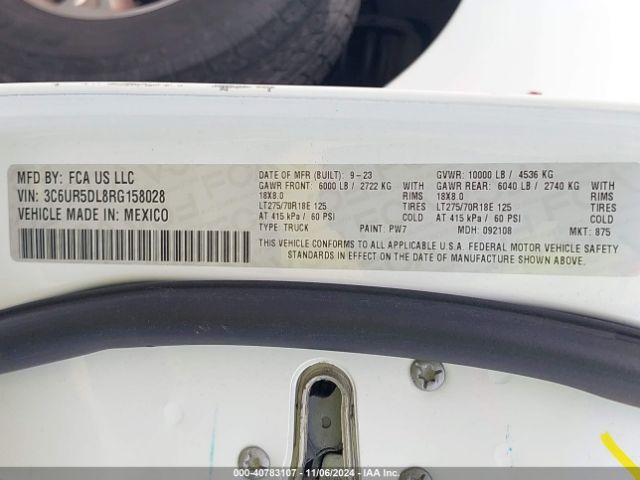 MFD BY: FCA US LLC
VIN: 3C6UR5DL8RG158028
VEHICLE MADE IN: MEXICO
DATE OF MFR (BUILT): 9-23 GVWR: 10000 LB / 4536 KG
GAWR FRONT: 6000 LB / 2722 KG WITH GAWR REAR: 6040 LB / 2740 KG WITH
18X8.0 RIMS 18X8.0 RIMS
LT275/70R18E 125 TIRES LT275/70R18E 125 TIRES
AT 415 kPa / 60 PSI COLD AT 415 kPa / 60 PSI COLD
TYPE: TRUCK PAINT: PW7 MDH: 092108 MKT: 875
THIS VEHICLE CONFORMS TO ALL APPLICABLE U.S.A. FEDERAL MOTOR VEHICLE SAFETY
STANDARDS IN EFFECT ON THE DATE OF MANUFACTURE SHOWN ABOVE.
000-40783107 - 11/06/2024 - IAA Inc.